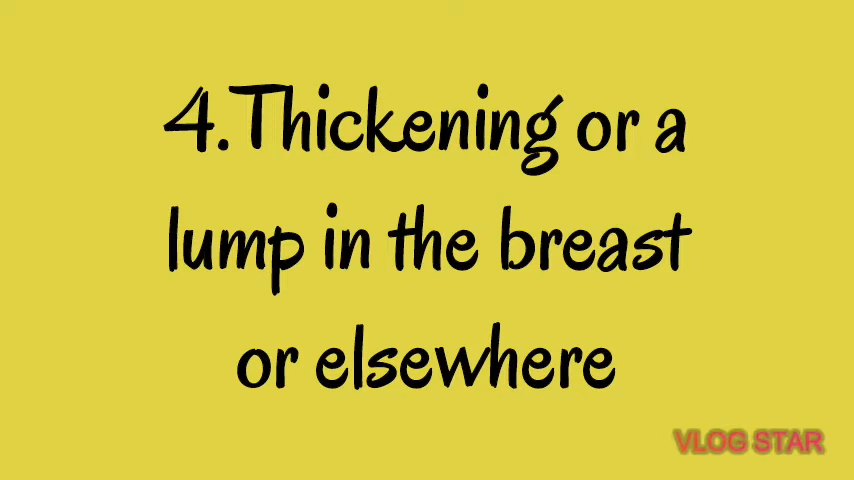 4.Thickening or a
lump in the breast
or elsewhere
VLOG STAR